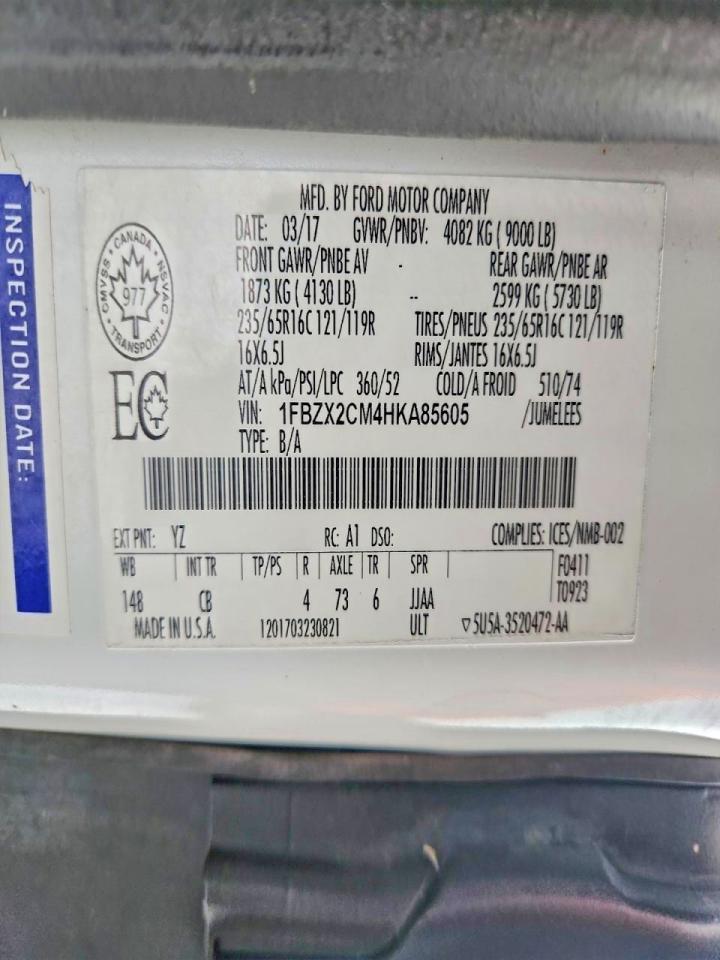 INSPECTION DATE:
MFD. BY FORD MOTOR COMPANY
DATE: 03/17 GVWR/PNBV: 4082 KG ( 9000 LB)
FRONT GAWR/PNBE AV - REAR GAWR/PNBE AR
1873 KG ( 4130 LB) -- 2599 KG ( 5730 LB)
235/65R16C 121/119R TIRES/PNEUS 235/65R16C 121/119R
16X6.5J RIMS/JANTES 16X6.5J
AT/A kPa/PSI/LPC 360/52 COLD/A FROID 510/74
VIN: 1FBZX2CM4HKA85605 /JUMELEES
TYPE: B/A
CANADA
CMVSS NSVAC
977
TRANSPORT
EC
EXT PNT: YZ RC: A1 DSO: COMPLIES: ICES/NMB-002
WB INT TR TP/PS R AXLE TR SPR F0411
T0923
148 CB 4 73 6 JJAA
MADE IN U.S.A. 1201703230821 ULT ▽5U5A-3520472-AA